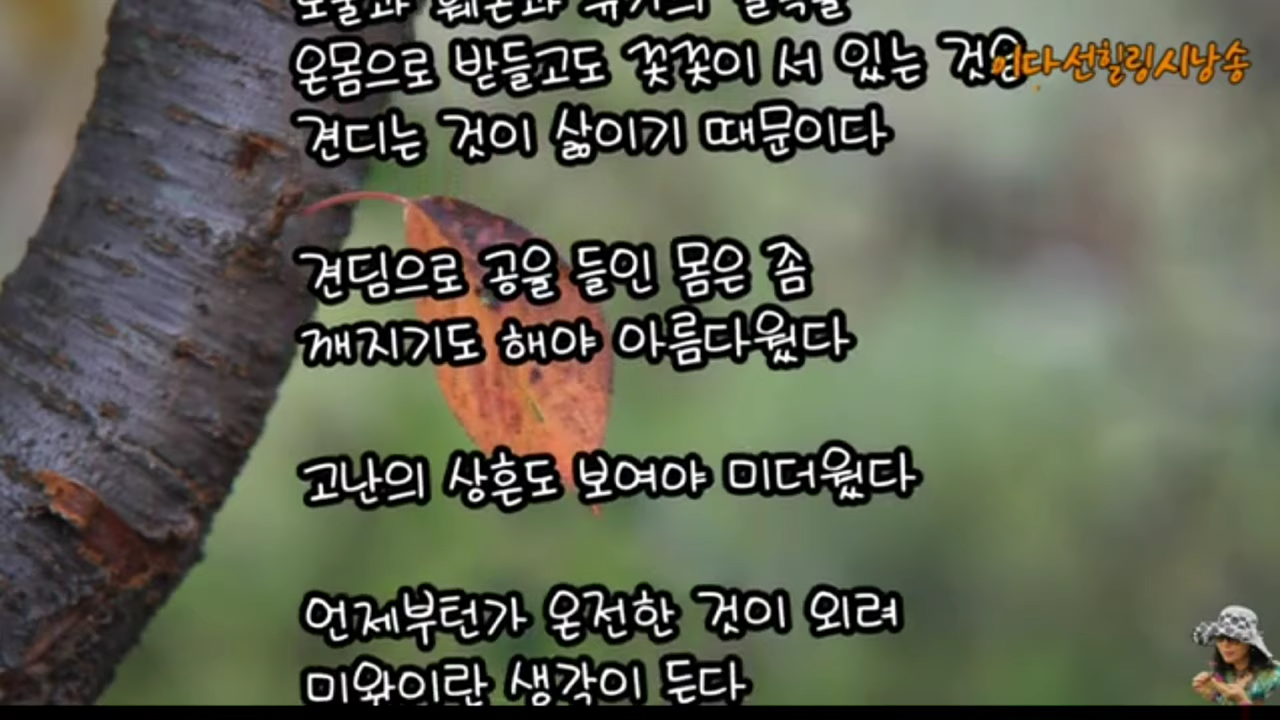 온몸으로 받들고도 꽃꽃이 서 있는 것은
견디는 것이 삶이기 때문이다
견딤으로 공을 들인 몸은 좀
깨지기도 해야 아름다웠다
고난의 상흔도 보여야 미더웠다
언제부턴가 온전한 것이 외려
미완이란 생각이 든다
선힐링시낭송